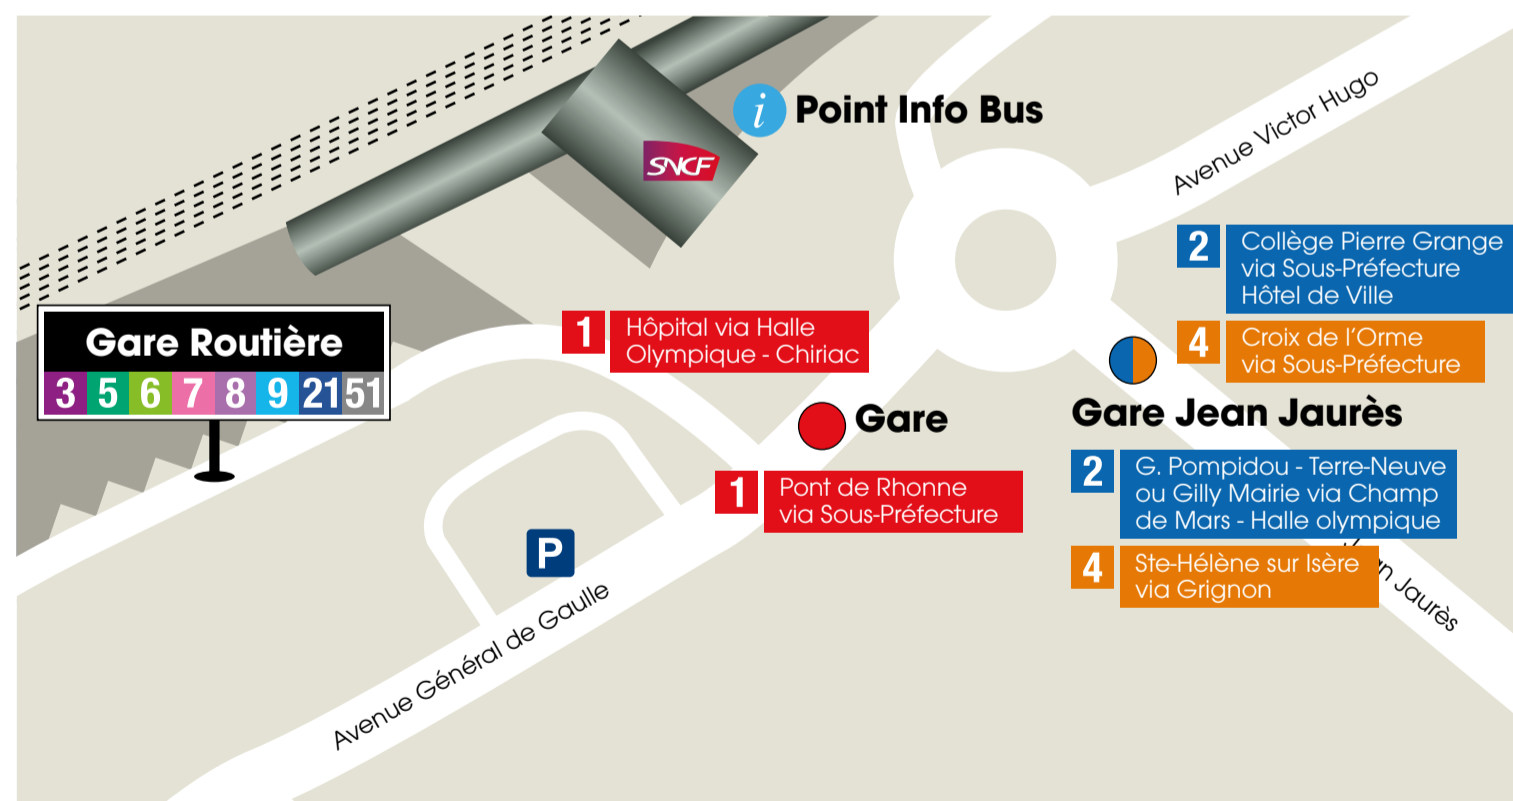 i Point Info Bus
SNCF
Avenue Victor Hugo
2 Collège Pierre Grange
via Sous-Préfecture
Hôtel de Ville
4 Croix de l'Orme
via Sous-Préfecture
Gare Routière
3 5 6 7 8 9 21 51
1 Hôpital via Halle
Olympique - Chiriac
Gare
Gare Jean Jaurès
1 Pont de Rhonne
via Sous-Préfecture
2 G. Pompidou - Terre-Neuve
ou Gilly Mairie via Champ
de Mars - Halle olympique
4 Ste-Hélène sur Isère
via Grignon
Jaurès
P
Avenue Général de Gaulle